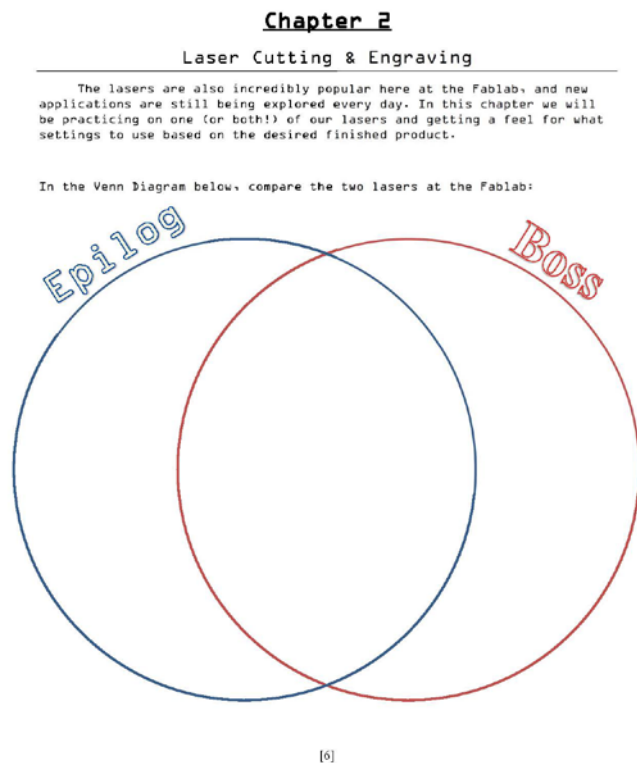 Chapter 2
Laser Cutting & Engraving
The lasers are also incredibly popular here at the Fablab, and new
applications are still being explored every day. In this chapter we will
be practicing on one (or both!) of our lasers and getting a feel for what
settings to use based on the desired finished product.
In the Venn Diagram below, compare the two lasers at the Fablab:
Epilog
Boss
[6]